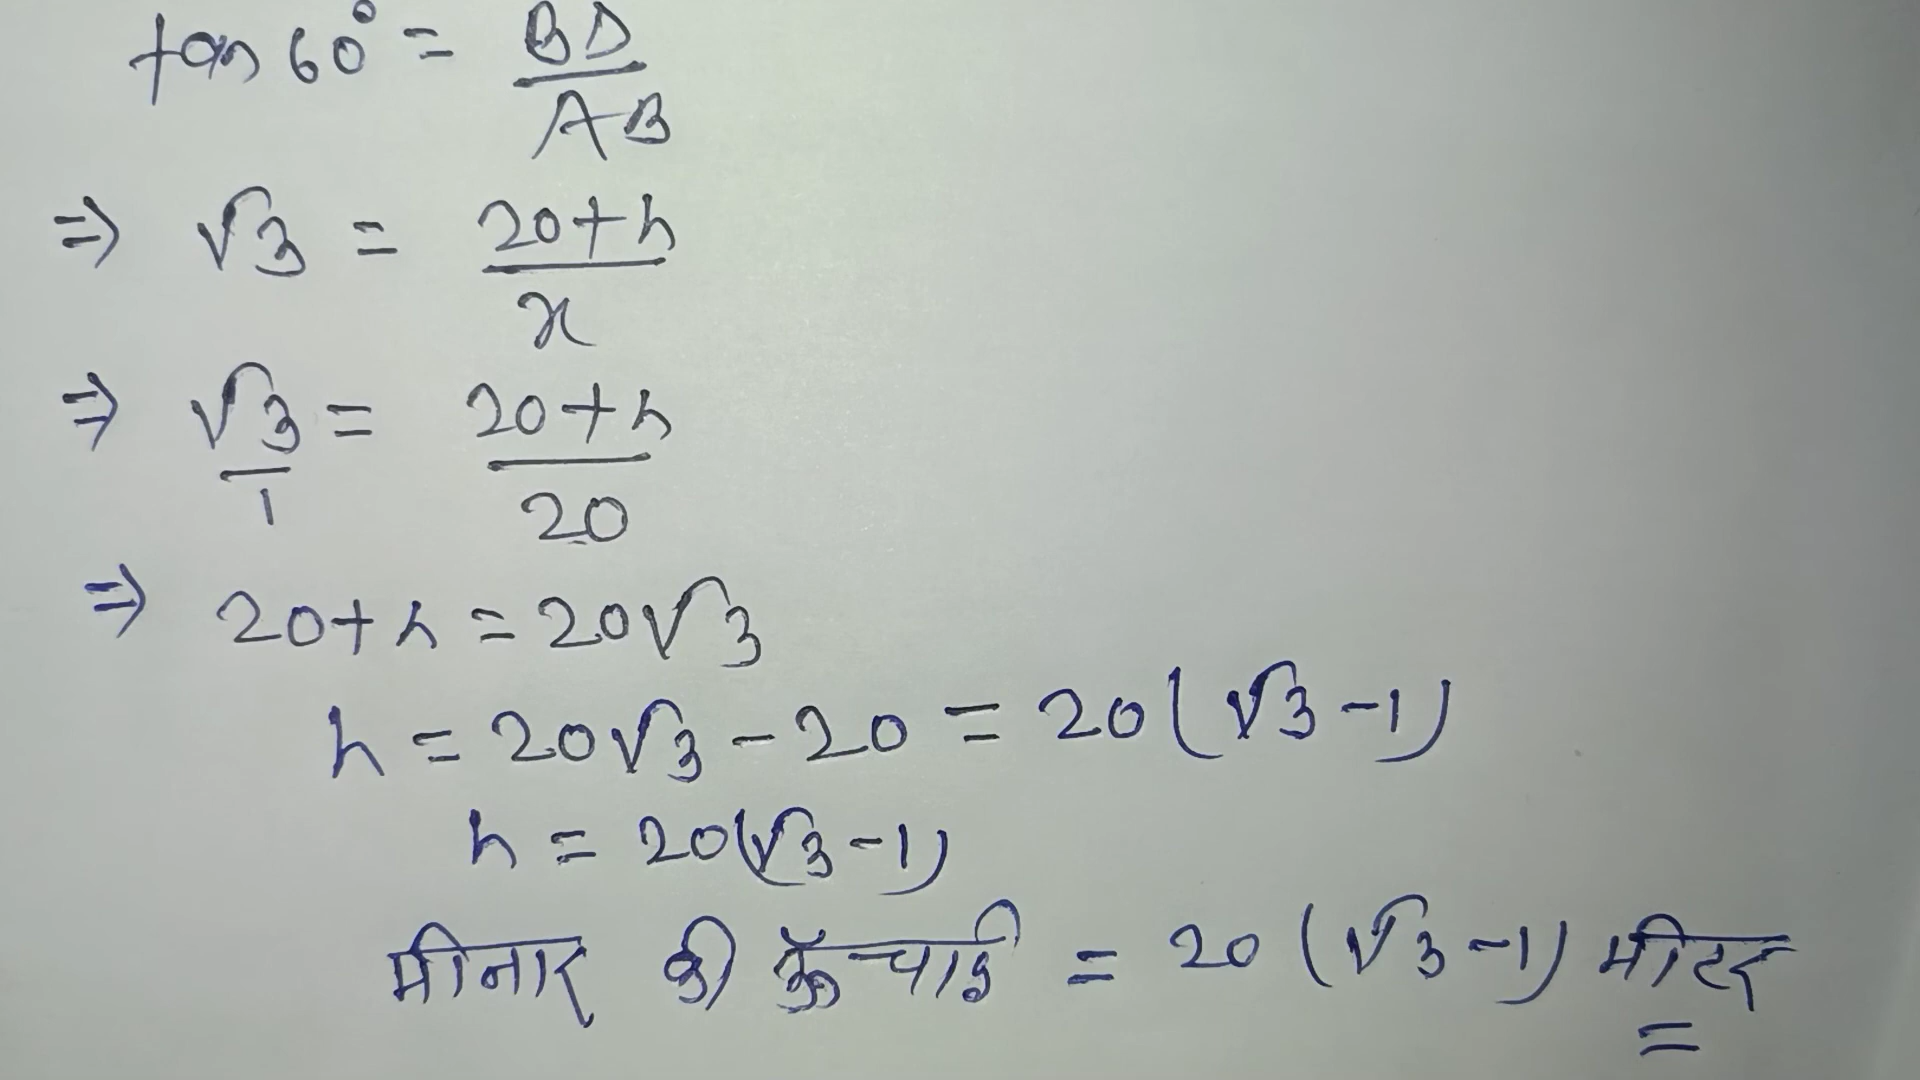 tan 60° = BD/AB
⇒ √3 = 20+h/x
⇒ √3/1 = 20+h/20
⇒ 20+h = 20√3
h = 20√3 - 20 = 20(√3-1)
h = 20(√3-1)
मीनार की ऊँचाई = 20(√3-1) मीटर